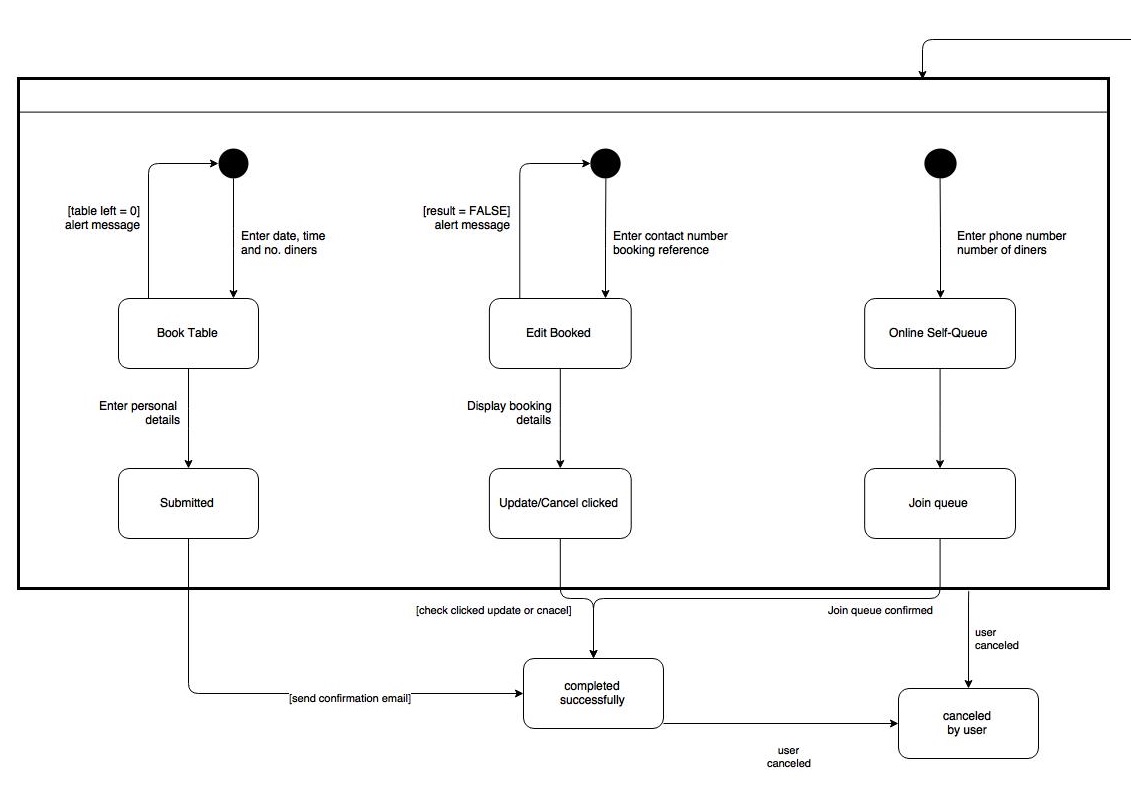 [table left = 0]
alert message
Enter date, time
and no. diners
[result = FALSE]
alert message
Enter contact number
booking reference
Enter phone number
number of diners
Book Table
Edit Booked
Online Self-Queue
Enter personal
details
Display booking
details
Submitted
Update/Cancel clicked
Join queue
[check clicked update or cnacel]
Join queue confirmed
user
canceled
completed
successfully
[send confirmation email]
canceled
by user
user
canceled